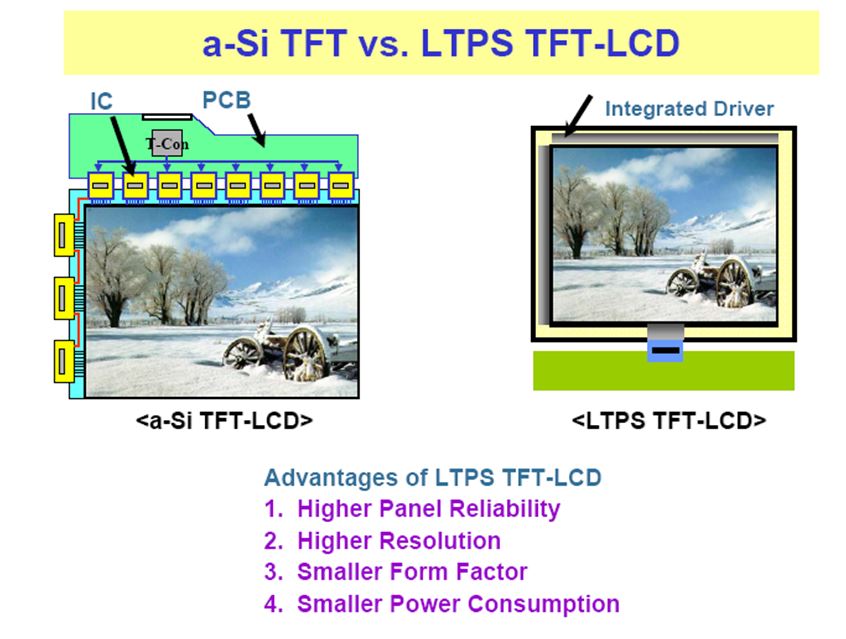 a-Si TFT vs. LTPS TFT-LCD
IC
PCB
Integrated Driver
T-Con
<a-Si TFT-LCD>
<LTPS TFT-LCD>
Advantages of LTPS TFT-LCD
1. Higher Panel Reliability
2. Higher Resolution
3. Smaller Form Factor
4. Smaller Power Consumption